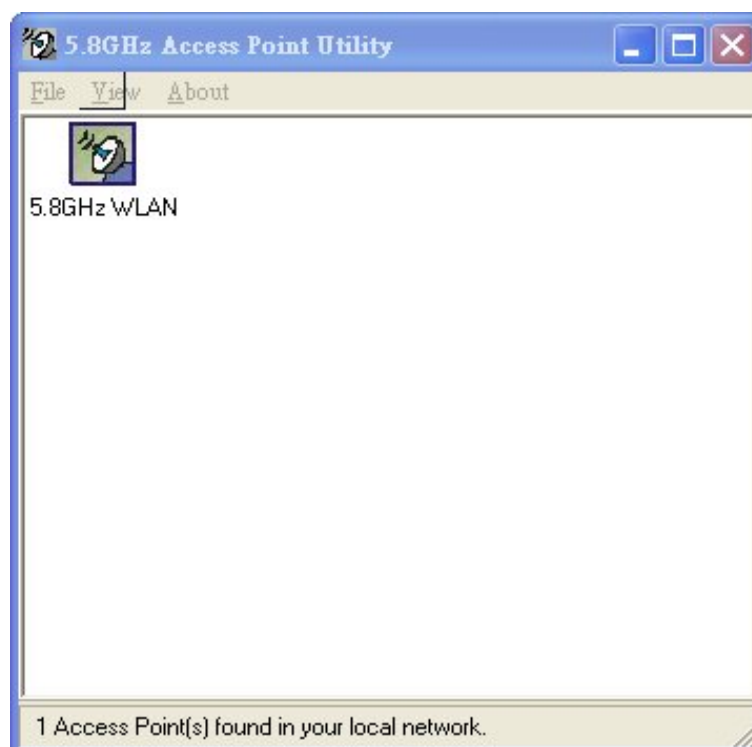 5.8GHz Access Point Utility
File View About
5.8GHz WLAN
1 Access Point(s) found in your local network.